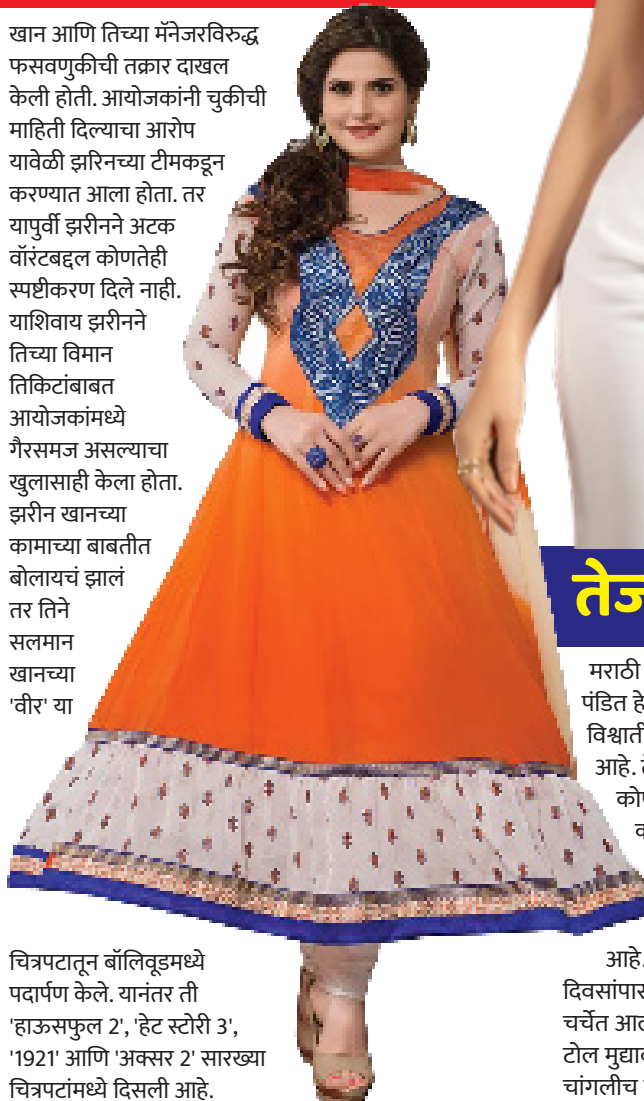 खान आणि तिच्या मॅनेजरविरुद्ध
फसवणुकीची तक्रार दाखल
केली होती. आयोजकांनी चुकीची
माहिती दिल्याचा आरोप
यावेळी झरिनच्या टीमकडून
करण्यात आला होता. तर
यापुर्वी झरीनने अटक
वॉरंटबद्दल कोणतेही
स्पष्टीकरण दिले नाही.
याशिवाय झरीनने
तिच्या विमान
तिकिटांबाबत
आयोजकांमध्ये
गैरसमज असल्याचा
खुलासाही केला होता.
झरीन खानच्या
कामाच्या बाबतीत
बोलायचं झालं
तर तिने
सलमान
खानच्या
'वीर' या
चित्रपटातून बॉलिवूडमध्ये
पदार्पण केले. यानंतर ती
'हाऊसफुल 2', 'हेट स्टोरी 3',
'1921' आणि 'अक्सर 2' सारख्या
चित्रपटांमध्ये दिसली आहे.
मराठी
पंडित हे
आहे.
आहे.
टोल
चांगलीच